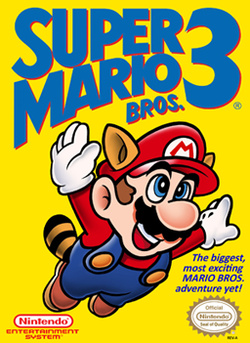 SUPER
MARIO 3
BROS.
M
The biggest,
most exciting
MARIO BROS.
adventure yet!
Nintendo
ENTERTAINMENT
SYSTEM
Official
Nintendo
Seal of Quality
REV-A